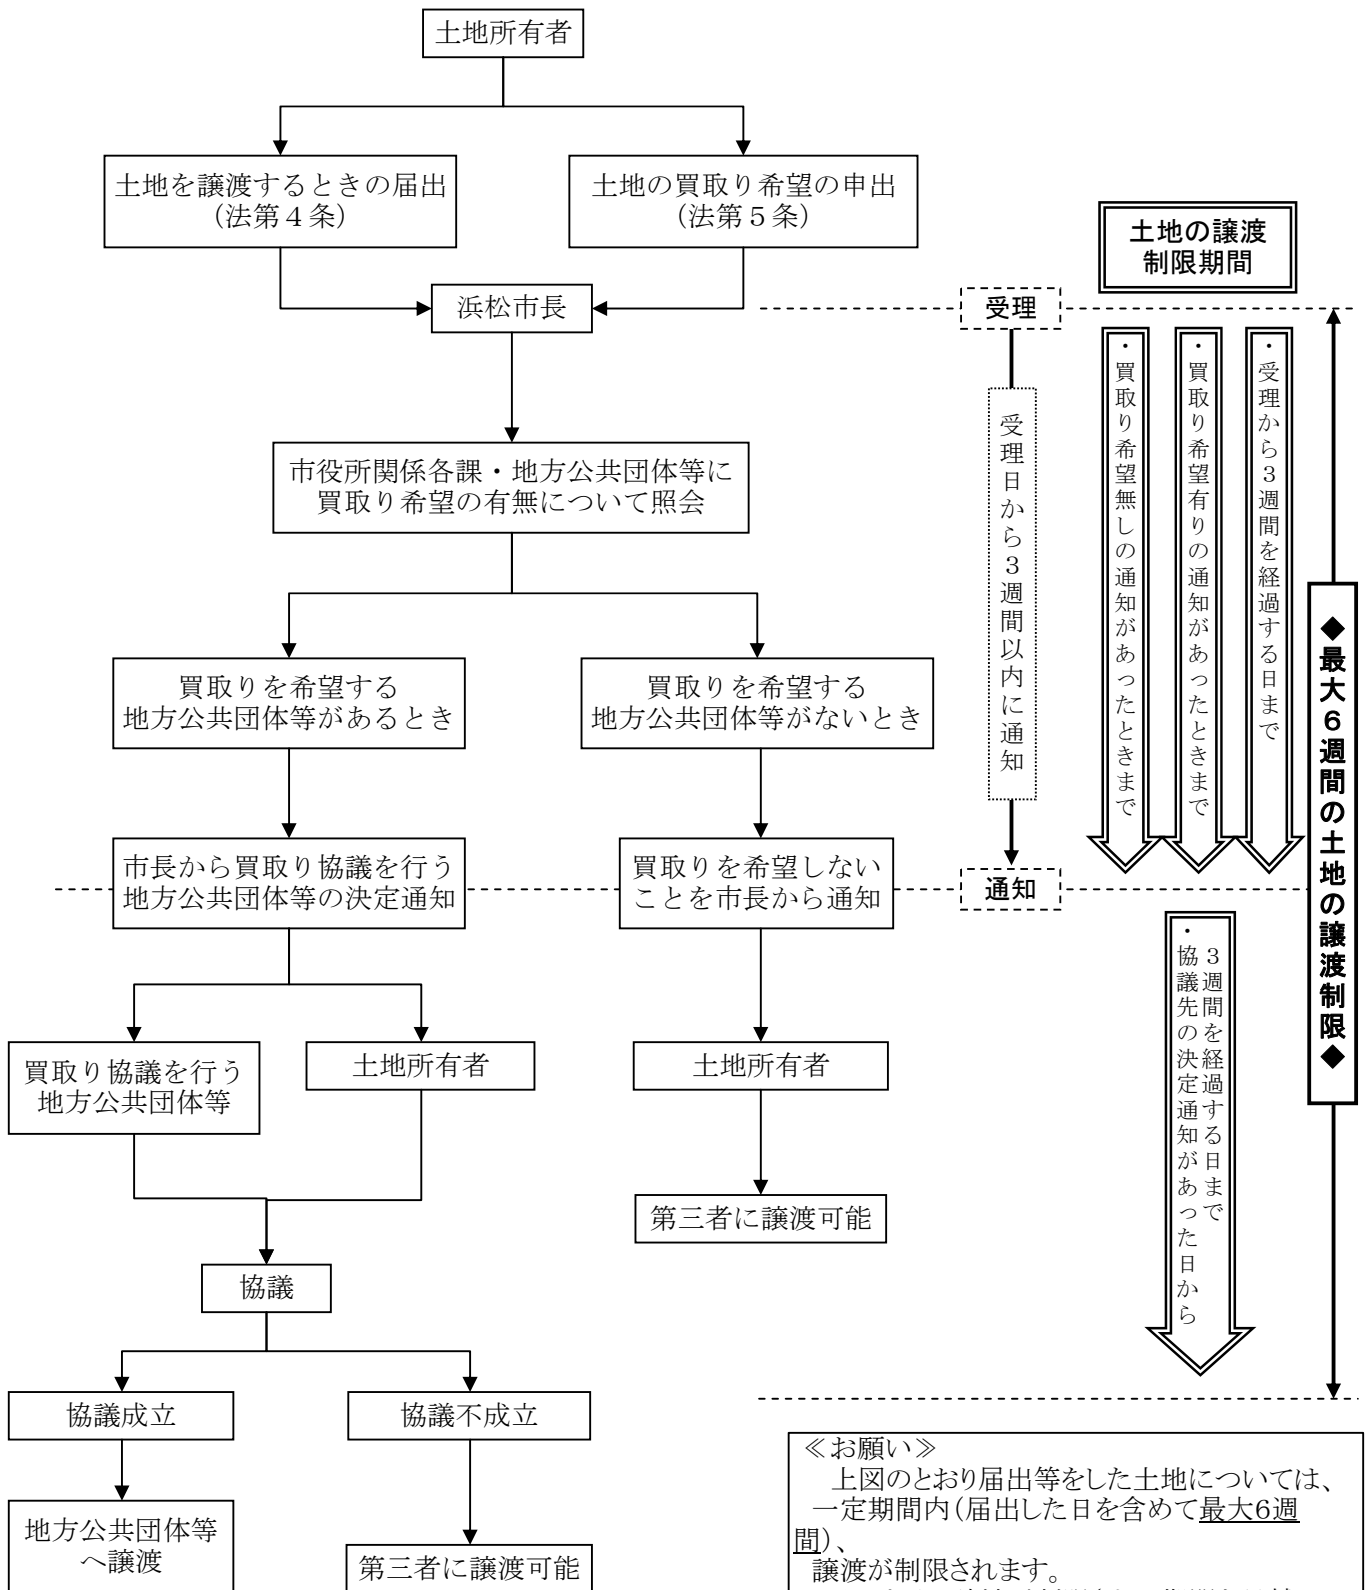 土地所有者
土地を譲渡するときの届出
（法第４条）
土地の買取り希望の申出
（法第５条）
土地の譲渡
制限期間
浜松市長
受理
・買取り希望無しの通知があったときまで
・買取り希望有りの通知があったときまで
・受理から３週間を経過する日まで
受理日から３週間以内に通知
市役所関係各課・地方公共団体等に
買取り希望の有無について照会
◆最大６週間の土地の譲渡制限◆
買取りを希望する
地方公共団体等があるとき
買取りを希望する
地方公共団体等がないとき
市長から買取り協議を行う
地方公共団体等の決定通知
買取りを希望しない
ことを市長から通知
通知
・協議先の決定通知があった日から
３週間を経過する日まで
買取り協議を行う
地方公共団体等
土地所有者
土地所有者
第三者に譲渡可能
協議
協議成立
協議不成立
地方公共団体等
へ譲渡
第三者に譲渡可能
≪お願い≫
上図のとおり届出等をした土地については、
一定期間内（届出した日を含めて最大6週
間）、
譲渡が制限されます。